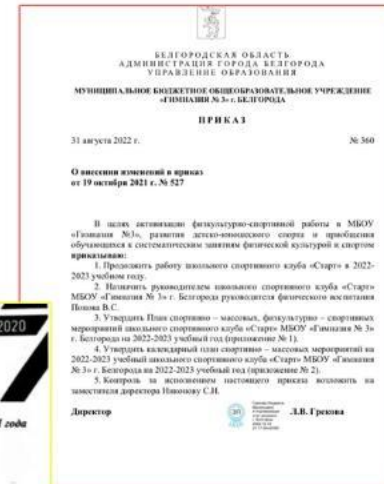 БЕЛГОРОДСКАЯ ОБЛАСТЬ
АДМИНИСТРАЦИЯ ГОРОДА БЕЛГОРОДА
УПРАВЛЕНИЕ ОБРАЗОВАНИЯ
МУНИЦИПАЛЬНОЕ БЮДЖЕТНОЕ ОБЩЕОБРАЗОВАТЕЛЬНОЕ УЧРЕЖДЕНИЕ
«ГИМНАЗИЯ № 3» г. БЕЛГОРОДА
ПРИКАЗ
31 августа 2022 г. № 360
О внесении изменений в приказ
от 19 октября 2021 г. № 527
В целях активизации физкультурно-спортивной работы в МБОУ
«Гимназия №3», развития детско-юношеского спорта и приобщения
обучающихся к систематическим занятиям физической культурой и спортом
приказываю:
1. Продолжить работу школьного спортивного клуба «Старт» в 2022-
2023 учебном году.
2. Назначить руководителем школьного спортивного клуба «Старт»
МБОУ «Гимназия № 3» г. Белгорода руководителя физического воспитания
Попова В.С.
3. Утвердить План спортивно – массовых, физкультурно – спортивных
мероприятий школьного спортивного клуба «Старт» МБОУ «Гимназия № 3»
г. Белгорода на 2022-2023 учебный год (приложение № 1).
4. Утвердить календарный план спортивно – массовых мероприятий на
2022-2023 учебный школьного спортивного клуба «Старт» МБОУ «Гимназия
№ 3» г. Белгорода на 2022-2023 учебный год (приложение № 2).
5. Контроль за исполнением настоящего приказа возложить на
заместителя директора С.Н.
Директор Л.В. Грекова
2020
7
года